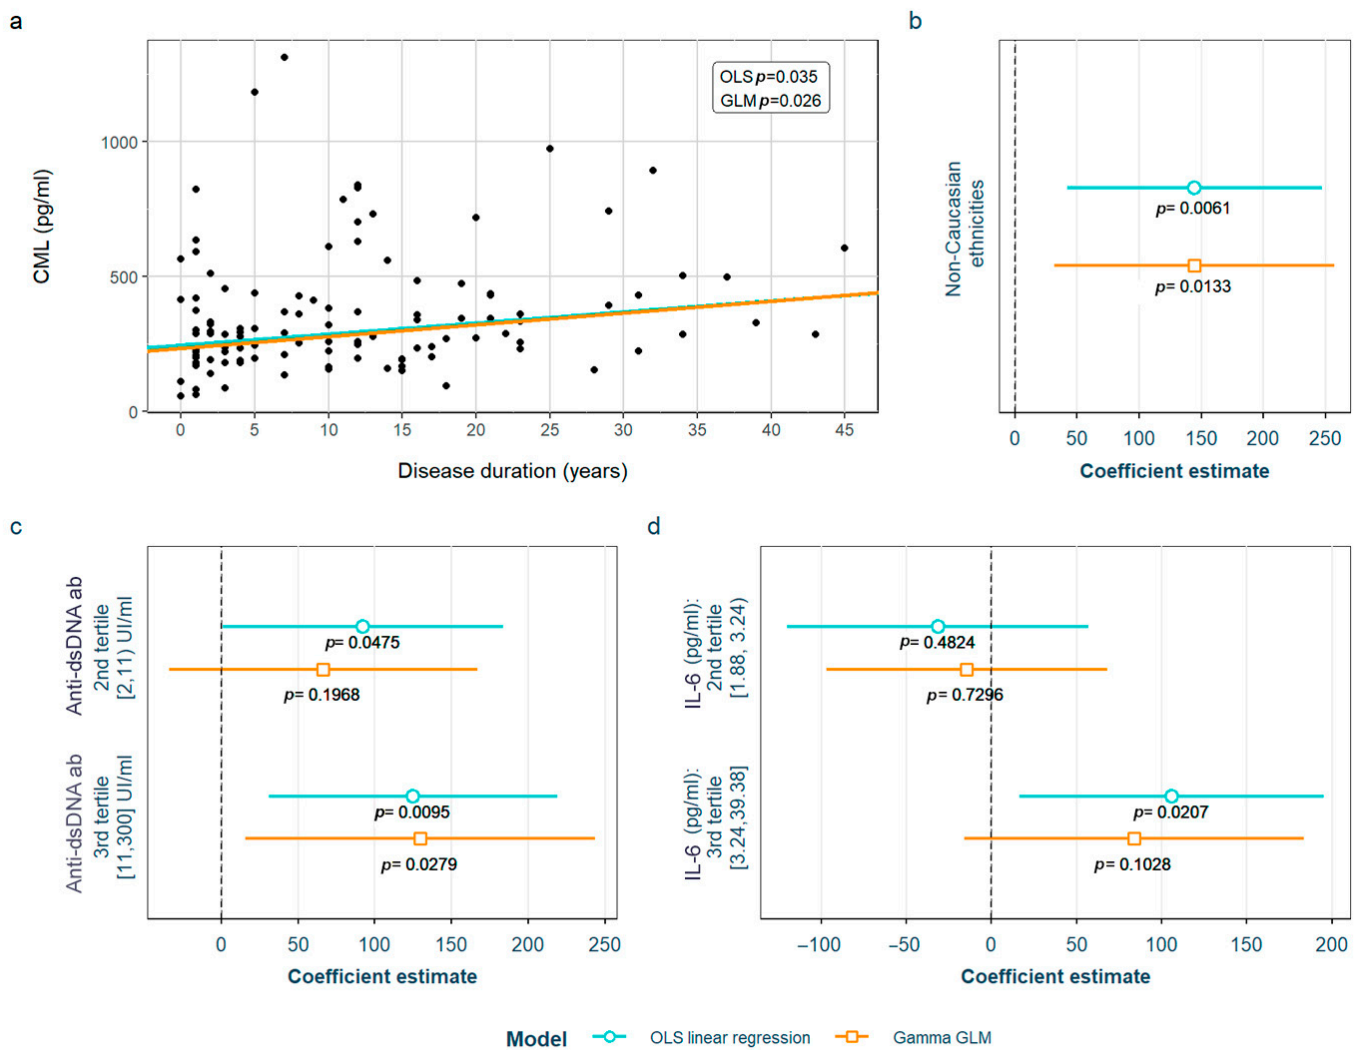 a
OLS p=0.035
GLM p=0.026
CML (pg/ml)
1000
500
0
0 5 10 15 20 25 30 35 40 45
Disease duration (years)
b
Non-Caucasian
ethnicities
p= 0.0061
p= 0.0133
0 50 100 150 200 250
Coefficient estimate
c
Anti-dsDNA ab
2nd tertile
[2,11) UI/ml
p= 0.0475
p= 0.1968
Anti-dsDNA ab
3rd tertile
[11,300] UI/ml
p= 0.0095
p= 0.0279
0 50 100 150 200 250
Coefficient estimate
d
IL-6 (pg/ml):
2nd tertile
[1.88, 3.24)
p= 0.4824
p= 0.7296
IL-6 (pg/ml):
3rd tertile
[3.24,39.38]
p= 0.0207
p= 0.1028
−100 −50 0 50 100 150 200
Coefficient estimate
Model OLS linear regression Gamma GLM